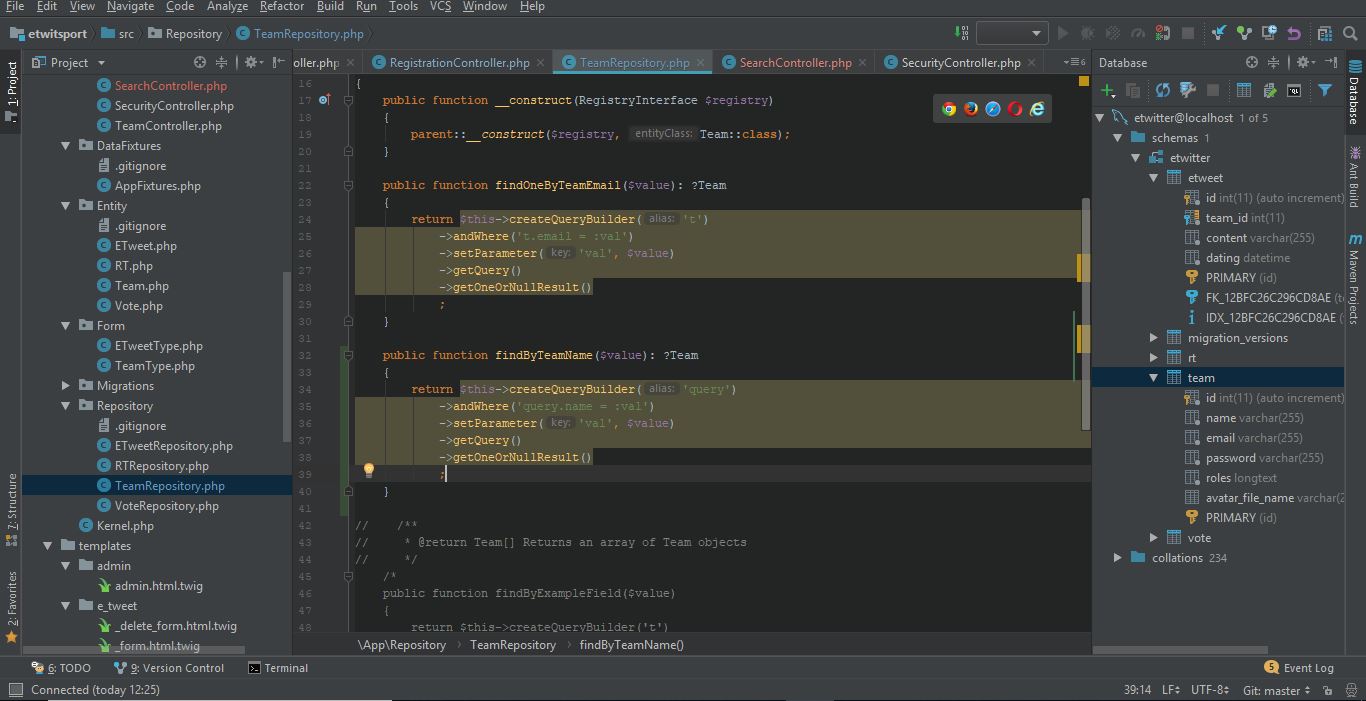 File Edit View Navigate Code Analyze Refactor Build Run Tools VCS Window Help
etwitsport src Repository TeamRepository.php
1: Project
7: Structure
2: Favorites
Project
SearchController.php
SecurityController.php
TeamController.php
DataFixtures
.gitignore
AppFixtures.php
Entity
.gitignore
ETweet.php
RT.php
Team.php
Vote.php
Form
ETweetType.php
TeamType.php
Migrations
Repository
.gitignore
ETweetRepository.php
RTRepository.php
TeamRepository.php
VoteRepository.php
Kernel.php
templates
admin
admin.html.twig
e_tweet
_delete_form.html.twig
_form.html.twig
oller.php RegistrationController.php TeamRepository.php SearchController.php SecurityController.php 6
16 {
17 public function __construct(RegistryInterface $registry)
18 {
19 parent::__construct($registry, entityClass: Team::class);
20 }
21
22 public function findOneByTeamEmail($value): ?Team
23 {
24 return $this->createQueryBuilder( alias: 't')
25 ->andWhere('t.email = :val')
26 ->setParameter( key: 'val', $value)
27 ->getQuery()
28 ->getOneOrNullResult()
29 ;
30 }
31
32 public function findByTeamName($value): ?Team
33 {
34 return $this->createQueryBuilder( alias: 'query')
35 ->andWhere('query.name = :val')
36 ->setParameter( key: 'val', $value)
37 ->getQuery()
38 ->getOneOrNullResult()
39 ;
40 }
41
42 // /**
43 // * @return Team[] Returns an array of Team objects
44 // */
45 /*
46 public function findByExampleField($value)
47 {
48 return $this->createQueryBuilder('t')
\App\Repository TeamRepository findByTeamName()
Database
etwitter@localhost 1 of 5
schemas 1
etwitter
etweet
id int(11) (auto increment)
team_id int(11)
content varchar(255)
dating datetime
PRIMARY (id)
FK_12BFC26C296CD8AE (t
IDX_12BFC26C296CD8AE (
migration_versions
rt
team
id int(11) (auto increment)
name varchar(255)
email varchar(255)
password varchar(255)
roles longtext
avatar_file_name varchar(2
PRIMARY (id)
vote
collations 234
Database
Ant Build
m Maven Projects
6: TODO 9: Version Control Terminal 5 Event Log
Connected (today 12:25) 39:14 LF UTF-8 Git: master